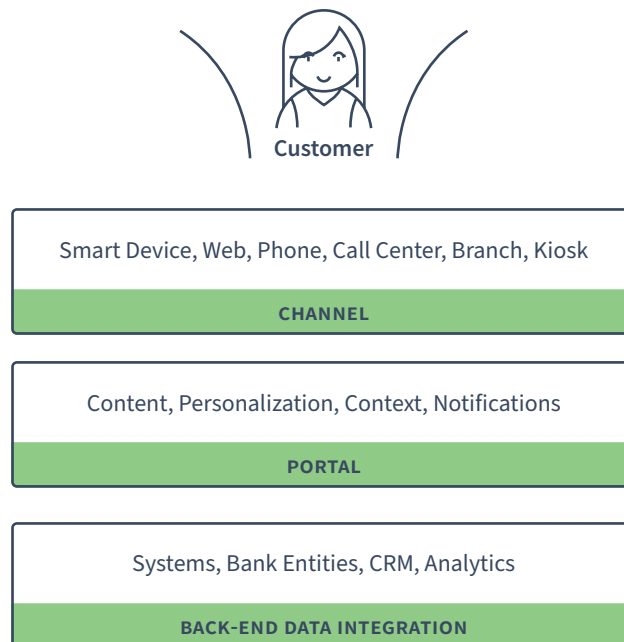 Customer
Smart Device, Web, Phone, Call Center, Branch, Kiosk
CHANNEL
Content, Personalization, Context, Notifications
PORTAL
Systems, Bank Entities, CRM, Analytics
BACK-END DATA INTEGRATION